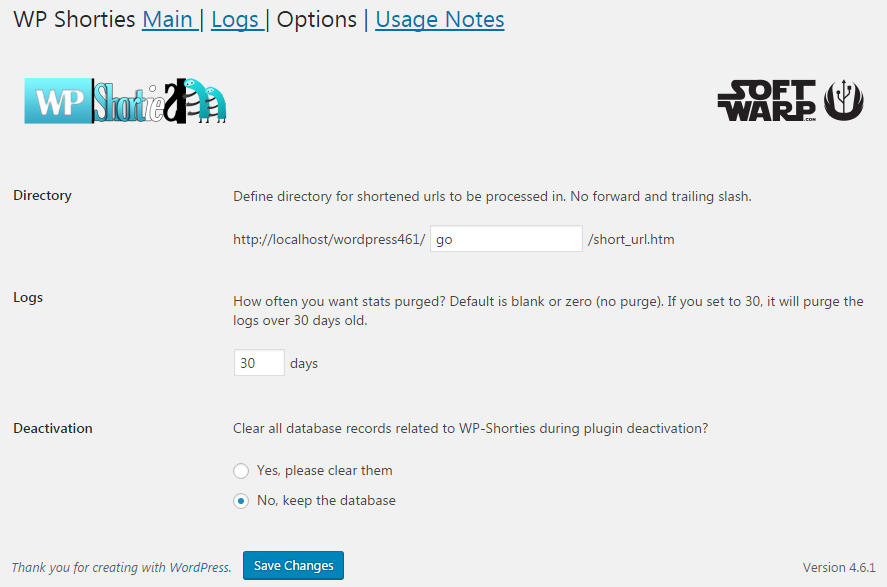 WP Shorties Main | Logs | Options | Usage Notes
WP Shorties
SOFT
WARP.COM
Directory
Define directory for shortened urls to be processed in. No forward and trailing slash.
http://localhost/wordpress461/ go /short_url.htm
Logs
How often you want stats purged? Default is blank or zero (no purge). If you set to 30, it will purge the
logs over 30 days old.
30 days
Deactivation
Clear all database records related to WP-Shorties during plugin deactivation?
Yes, please clear them
No, keep the database
Thank you for creating with WordPress. Save Changes Version 4.6.1